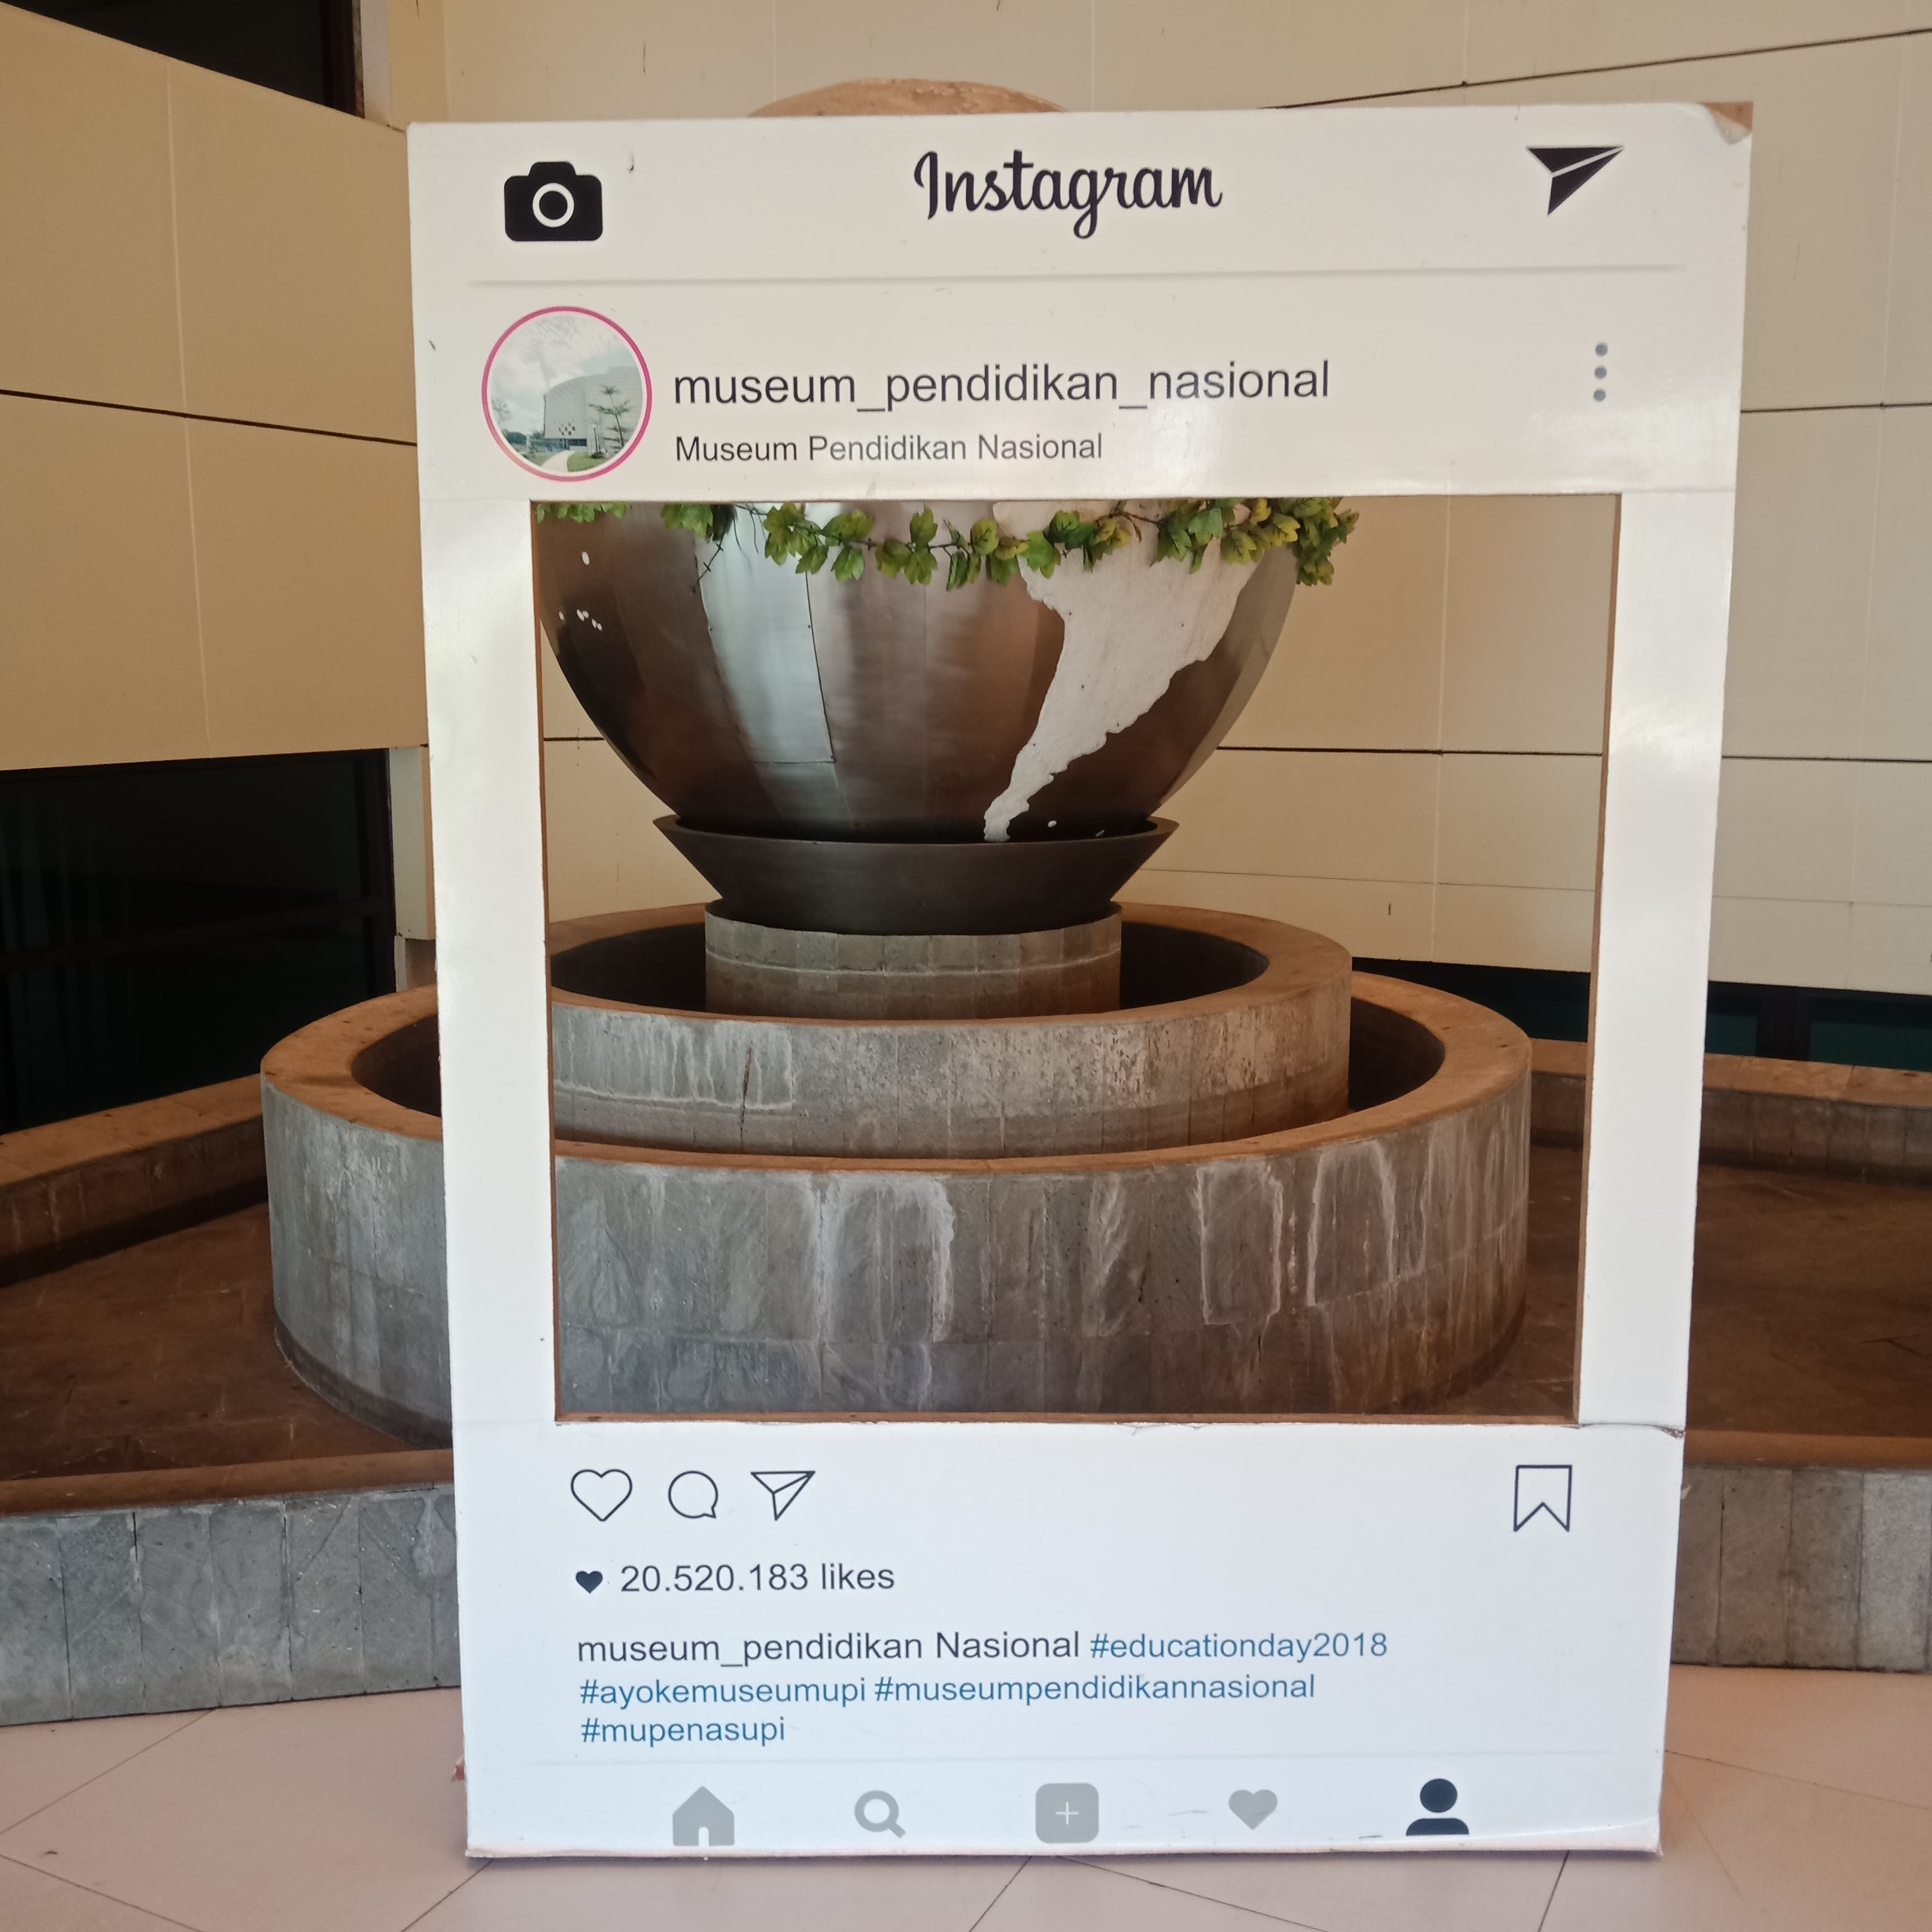 Instagram
museum_pendidikan_nasional
Museum Pendidikan Nasional
20.520.183 likes
museum_pendidikan Nasional #educationday2018
#ayokemuseumupi #museumpendidikannasional
#mupenasupi